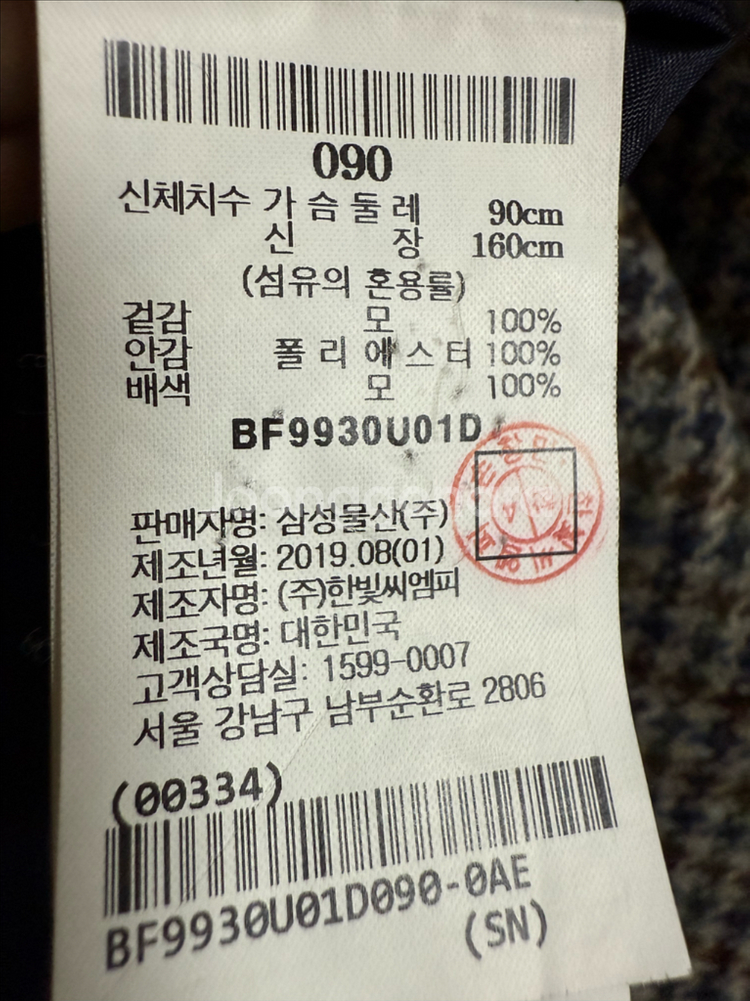 090
신체치수 가슴둘레 90cm
신장 160cm
(섬유의 혼용률)
겉감 모 100%
안감 폴리에스터 100%
배색 모 100%
BF9930U01D
판매자명: 삼성물산(주)
제조년월: 2019.08(01)
제조자명: (주)한빛씨엠피
제조국명: 대한민국
고객상담실: 1599-0007
서울 강남구 남부순환로 2806
(00334)
BF9930U01D090-0AE
(SN)